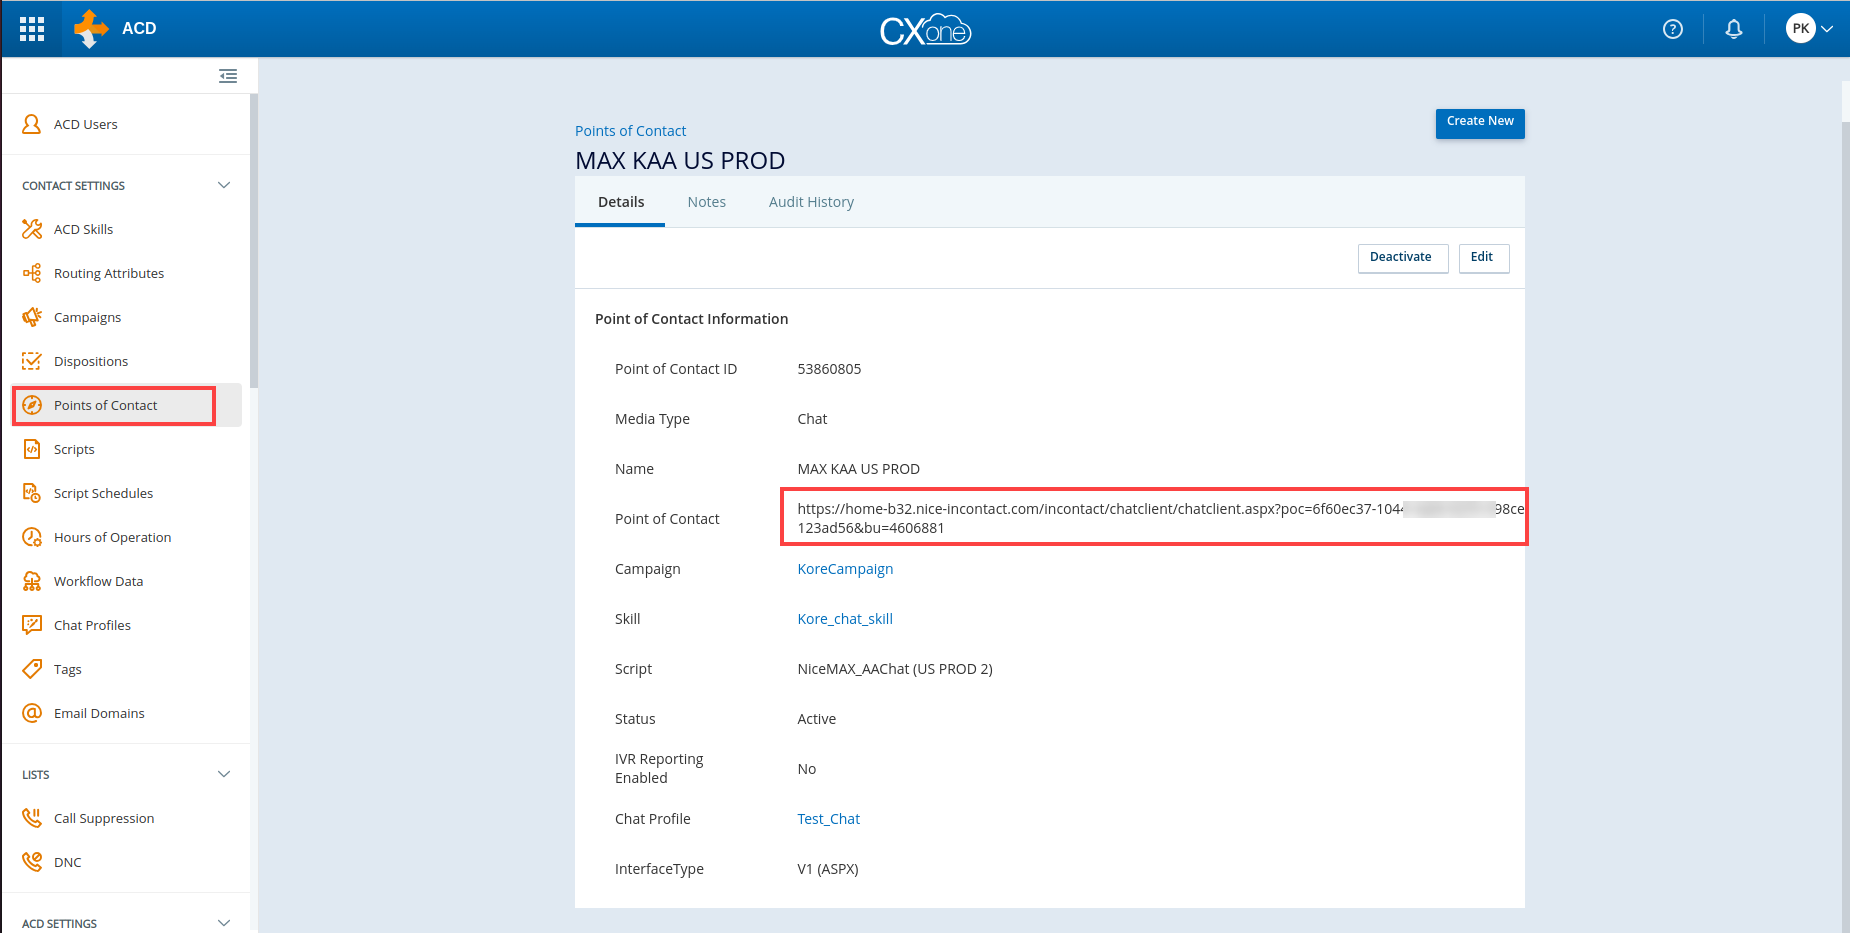 ACD
CXone
?
PK
ACD Users
CONTACT SETTINGS
ACD Skills
Routing Attributes
Campaigns
Dispositions
Points of Contact
Scripts
Script Schedules
Hours of Operation
Workflow Data
Chat Profiles
Tags
Email Domains
LISTS
Call Suppression
DNC
ACD SETTINGS
Points of Contact
Create New
MAX KAA US PROD
Details
Notes
Audit History
Deactivate
Edit
Point of Contact Information
Point of Contact ID
53860805
Media Type
Chat
Name
MAX KAA US PROD
Point of Contact
https://home-b32.nice-incontact.com/incontact/chatclient/chatclient.aspx?poc=6f60ec37-104 98ce
123ad56&bu=4606881
Campaign
KoreCampaign
Skill
Kore_chat_skill
Script
NiceMAX_AAChat (US PROD 2)
Status
Active
IVR Reporting
Enabled
No
Chat Profile
Test_Chat
InterfaceType
V1 (ASPX)